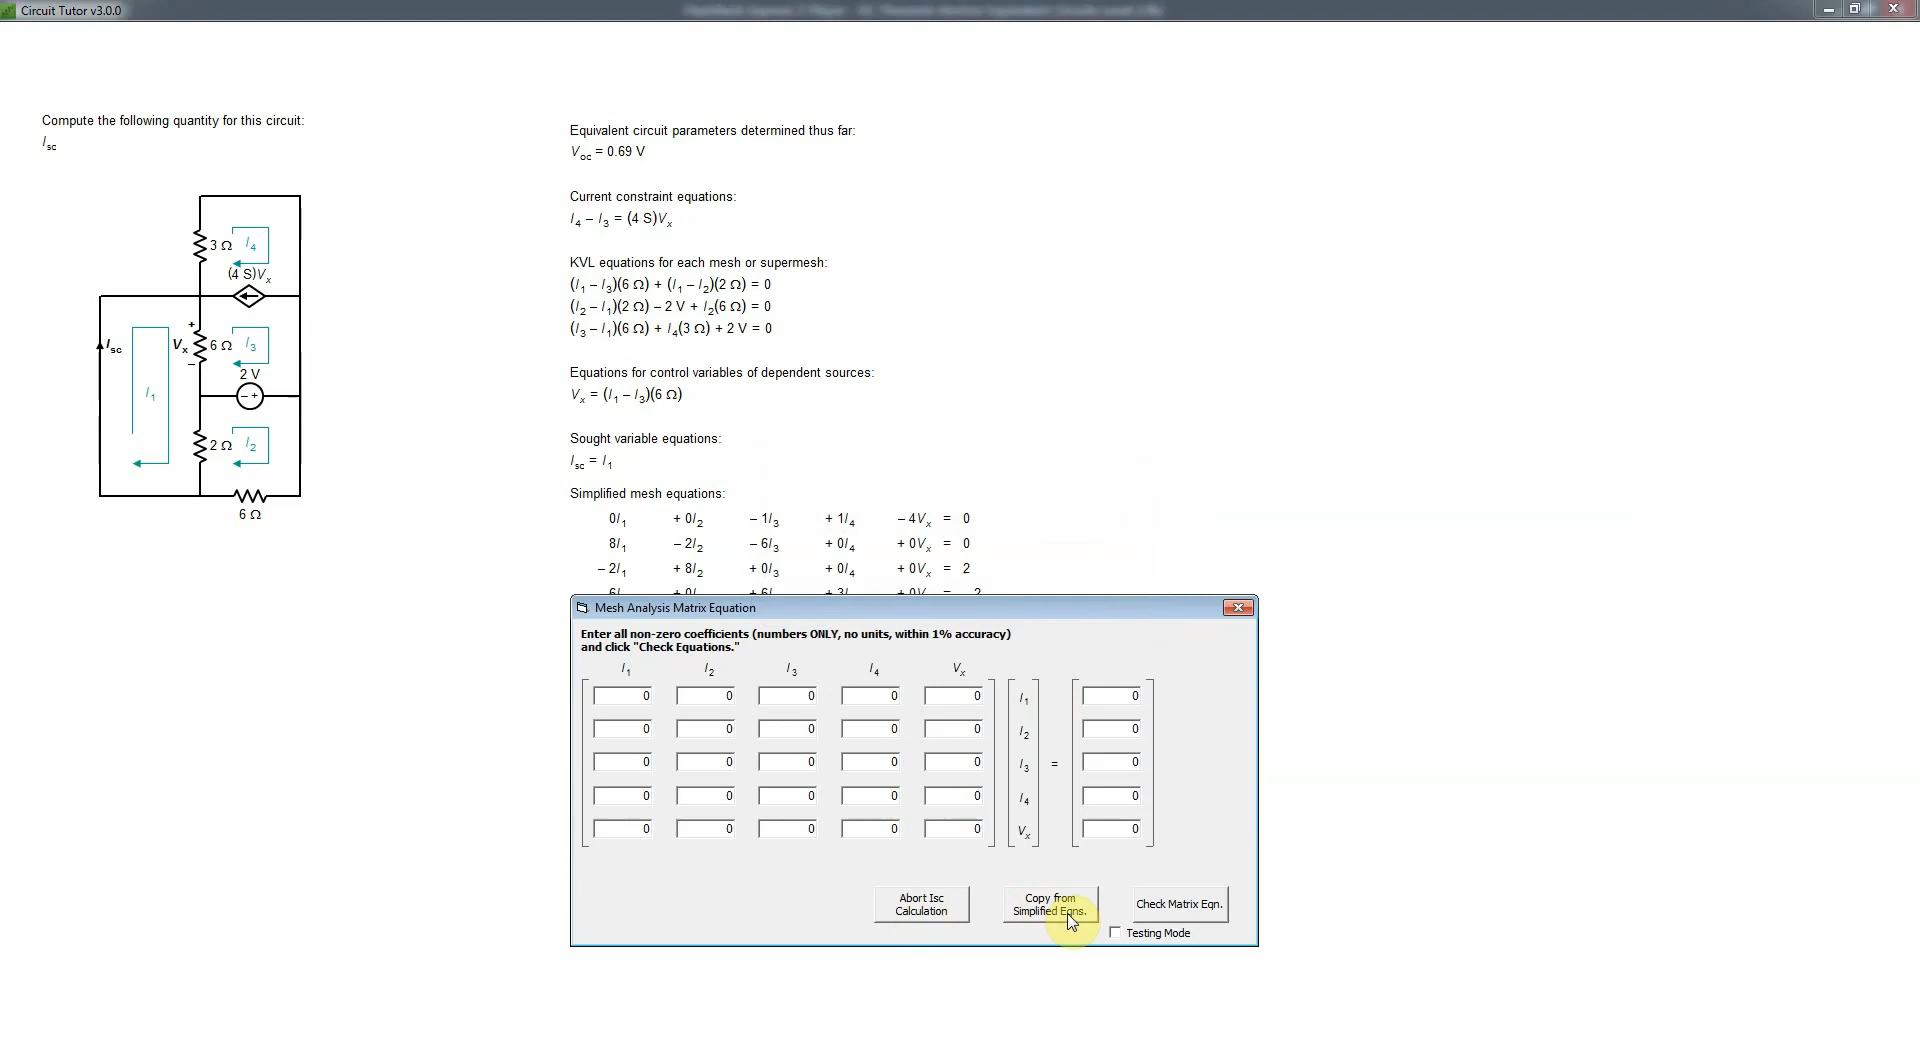 Circuit Tutor v3.0.0
Compute the following quantity for this circuit:
Isc
3 Ω I4
(4 S)Vx
+
Isc Vx 6 Ω I3
−
2 V
I1 − +
2 Ω I2
6 Ω
Equivalent circuit parameters determined thus far:
Voc = 0.69 V
Current constraint equations:
I4 − I3 = (4 S)Vx
KVL equations for each mesh or supermesh:
(I1 − I3)(6 Ω) + (I1 − I2)(2 Ω) = 0
(I2 − I1)(2 Ω) − 2 V + I2(6 Ω) = 0
(I3 − I1)(6 Ω) + I4(3 Ω) + 2 V = 0
Equations for control variables of dependent sources:
Vx = (I1 − I3)(6 Ω)
Sought variable equations:
Isc = I1
Simplified mesh equations:
0I1 + 0I2 − 1I3 + 1I4 − 4Vx = 0
8I1 − 2I2 − 6I3 + 0I4 + 0Vx = 0
− 2I1 + 8I2 + 0I3 + 0I4 + 0Vx = 2
Mesh Analysis Matrix Equation
Enter all non-zero coefficients (numbers ONLY, no units, within 1% accuracy)
and click "Check Equations."
I1 I2 I3 I4 Vx
0 0 0 0 0 I1 0
0 0 0 0 0 I2 0
0 0 0 0 0 I3 = 0
0 0 0 0 0 I4 0
0 0 0 0 0 Vx 0
Abort Isc
Calculation
Copy from
Simplified Eqns.
Check Matrix Eqn.
Testing Mode